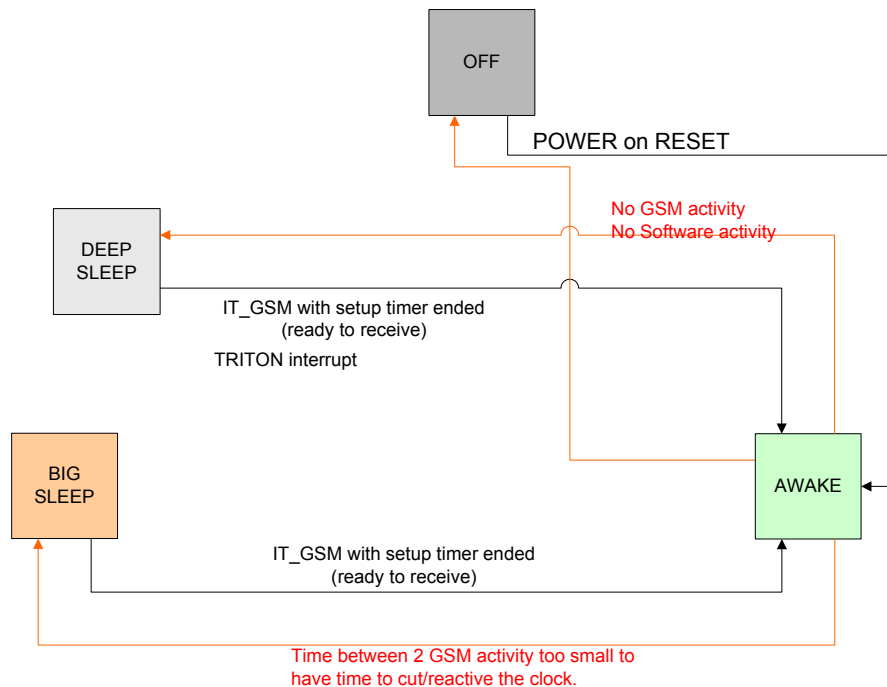 OFF
POWER on RESET
No GSM activity
No Software activity
DEEP
SLEEP
IT_GSM with setup timer ended
(ready to receive)
TRITON interrupt
BIG
SLEEP
AWAKE
IT_GSM with setup timer ended
(ready to receive)
Time between 2 GSM activity too small to
have time to cut/reactive the clock.